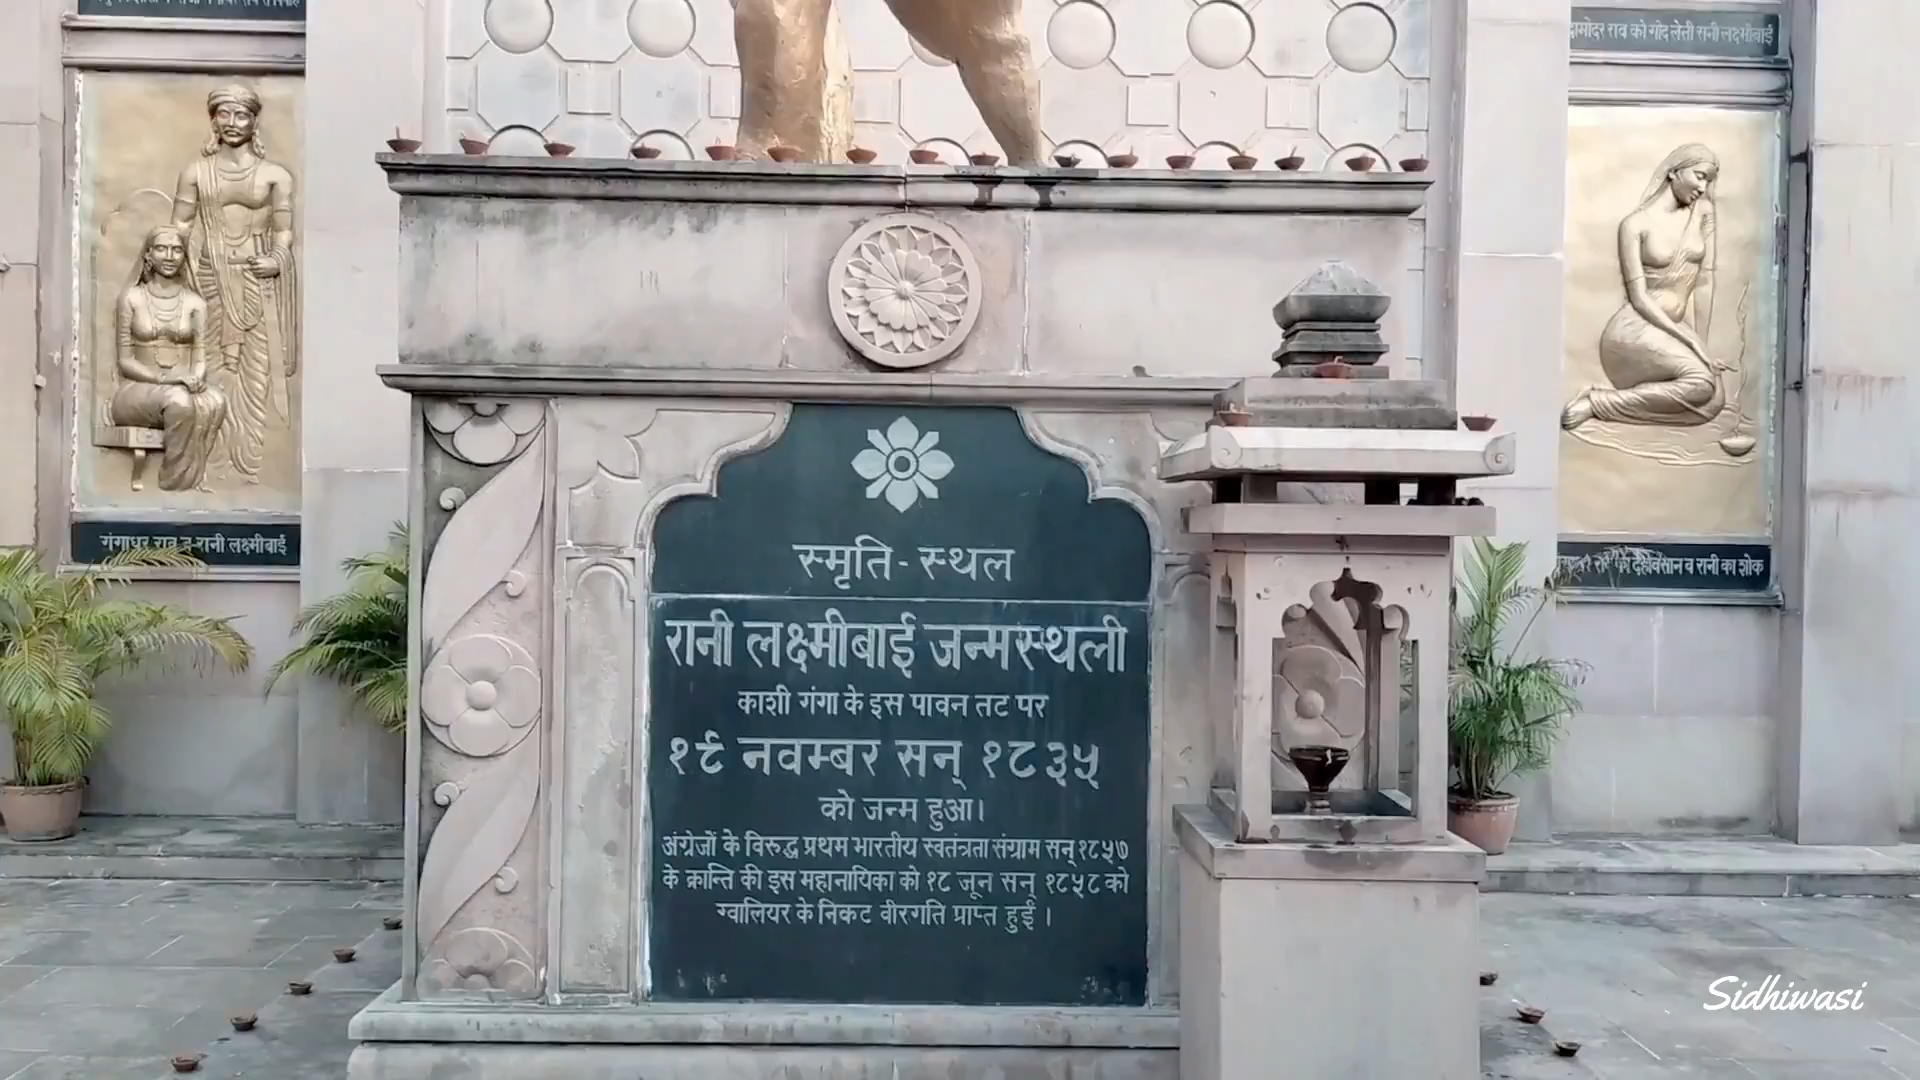 दामोदर राव को गोद लेती रानी लक्ष्मीबाई
गंगाधर राव व रानी लक्ष्मीबाई
स्मृति - स्थल
रानी लक्ष्मीबाई जन्मस्थली
काशी गंगा के इस पावन तट पर
१९ नवम्बर सन् १८३५
को जन्म हुआ।
अंग्रेजों के विरुद्ध प्रथम भारतीय स्वतंत्रता संग्राम सन् १८५७
के क्रान्ति की इस महानायिका को १८ जून सन् १८५८ को
ग्वालियर के निकट वीरगति प्राप्त हुई।
राव का देहावसान व रानी का शोक
Sidhiwasi